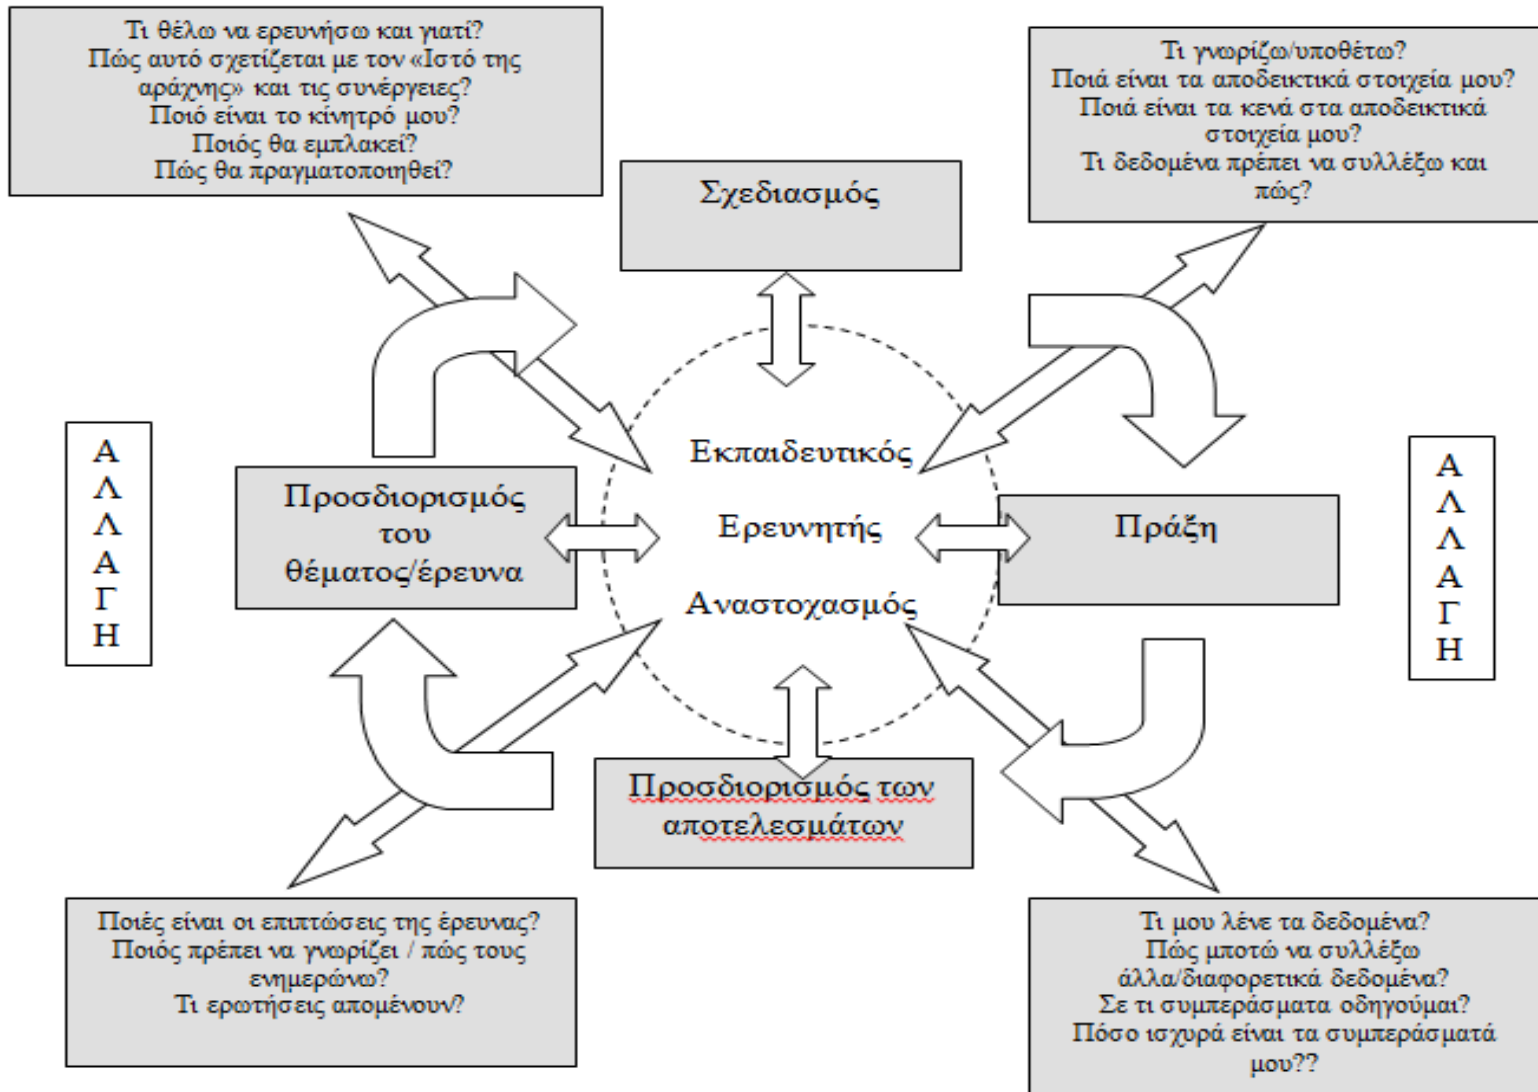 Τι θέλω να ερευνήσω και γιατί?
Πώς αυτό σχετίζεται με τον «Ιστό της
αράχνης» και τις συνέργειες?
Ποιό είναι το κίνητρό μου?
Ποιός θα εμπλακεί?
Πώς θα πραγματοποιηθεί?
Τι γνωρίζω/υποθέτω?
Ποιά είναι τα αποδεικτικά στοιχεία μου?
Ποιά είναι τα κενά στα αποδεικτικά
στοιχεία μου?
Τι δεδομένα πρέπει να συλλέξω και
πώς?
Σχεδιασμός
Α
Λ
Λ
Α
Γ
Η
Προσδιορισμός
του
θέματος/έρευνα
Εκπαιδευτικός
Ερευνητής
Αναστοχασμός
Πράξη
Α
Λ
Λ
Α
Γ
Η
Προσδιορισμός των
αποτελεσμάτων
Ποιές είναι οι επιπτώσεις της έρευνας?
Ποιός πρέπει να γνωρίζει / πώς τους
ενημερώνω?
Τι ερωτήσεις απομένουν?
Τι μου λένε τα δεδομένα?
Πώς μποτώ να συλλέξω
άλλα/διαφορετικά δεδομένα?
Σε τι συμπεράσματα οδηγούμαι?
Πόσο ισχυρά είναι τα συμπεράσματά
μου??